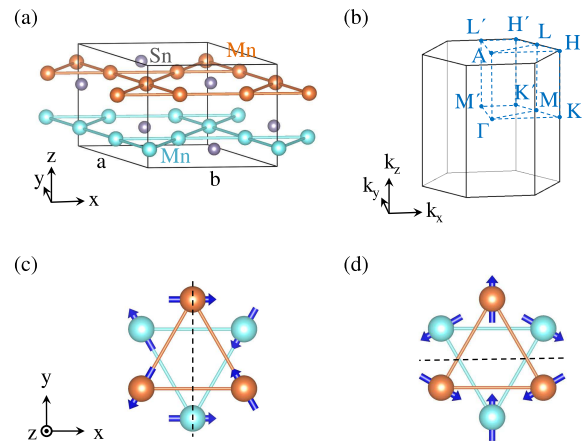 (a)
Sn
Mn
Mn
a
b
z
y
x
(b)
L′
H′
L
H
A
M′
K′
M
K
Γ
k_z
k_y
k_x
(c)
(d)
y
z
x